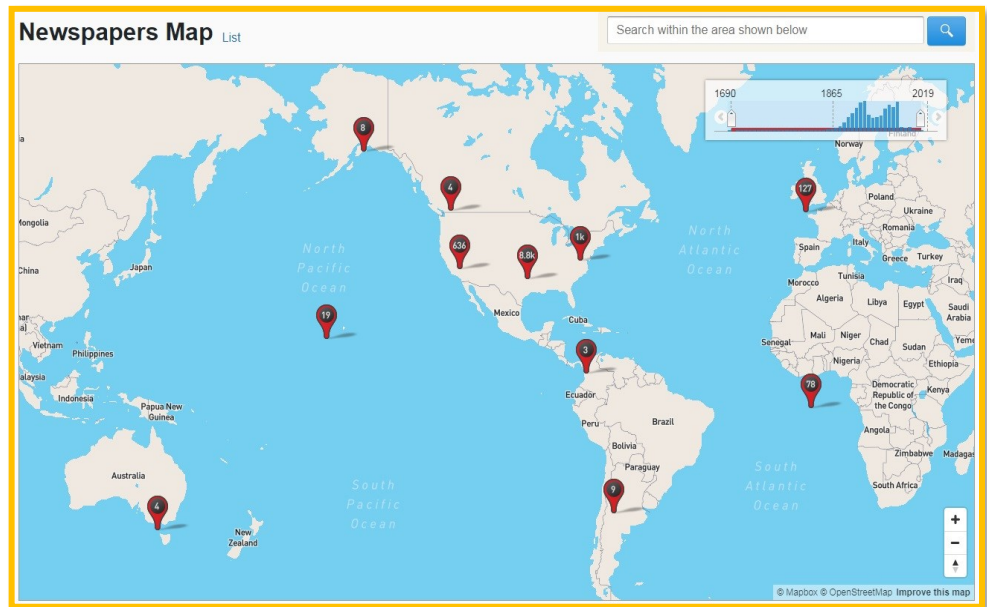 Newspapers Map List
Search within the area shown below
1690 1865 2019
Finland
Norway
8
4
127
Poland
Ukraine
Mongolia
Romania
636
1k
North
Atlantic
Ocean
Spain
Italy
Greece
Turkey
8.8k
North
Pacific
Ocean
China
Japan
Tunisia
Morocco
Iraq
Algeria
Libya
Egypt
Saudi
Arabia
Mexico
Cuba
19
Mali
Niger
Chad
Sudan
Senegal
Vietnam
Philippines
3
Nigeria
Ethiopia
78
Democratic
Republic of
the Congo
Kenya
Indonesia
Papua New
Guinea
Ecuador
Peru
Brazil
Angola
Bolivia
Zimbabwe
Paraguay
South
Atlantic
Ocean
Australia
South
Pacific
Ocean
South Africa
9
4
New
Zealand
+
−
© Mapbox © OpenStreetMap Improve this map